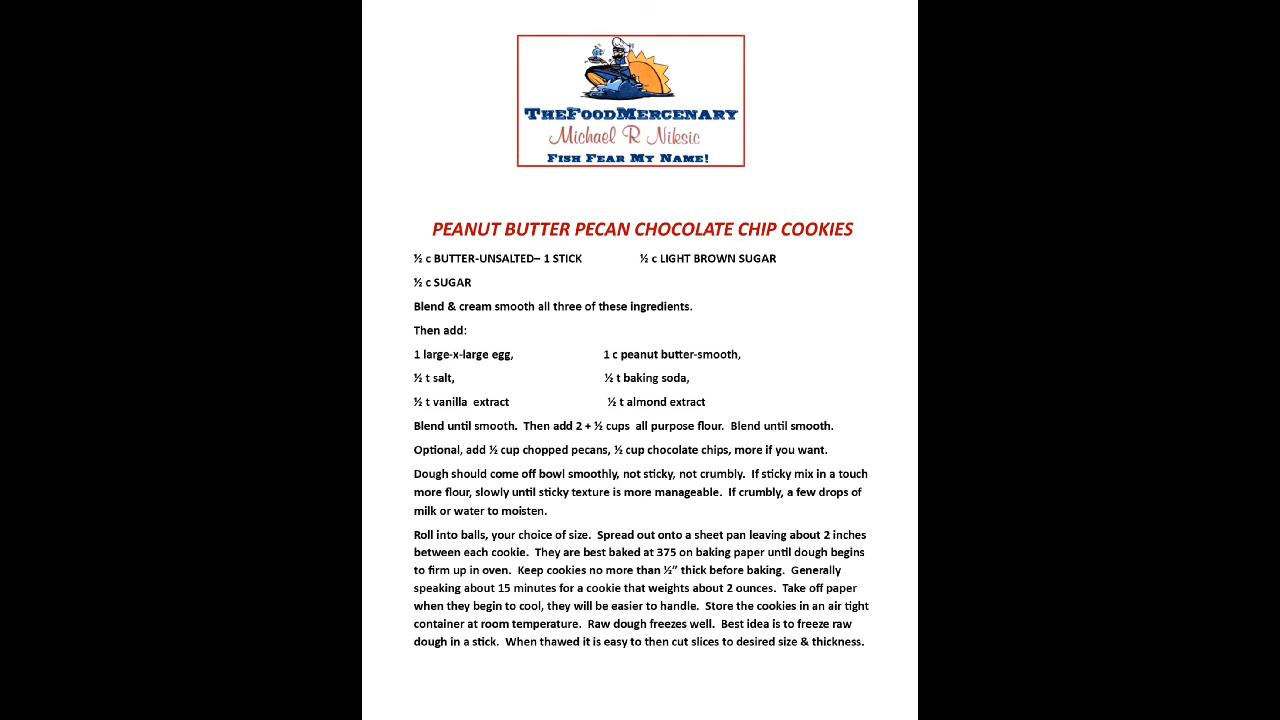 TheFoodMercenary
Michael R Niksic
Fish Fear My Name!
PEANUT BUTTER PECAN CHOCOLATE CHIP COOKIES
½ c BUTTER-UNSALTED– 1 STICK ½ c LIGHT BROWN SUGAR
½ c SUGAR
Blend & cream smooth all three of these ingredients.
Then add:
1 large-x-large egg, 1 c peanut butter-smooth,
½ t salt, ½ t baking soda,
½ t vanilla extract ½ t almond extract
Blend until smooth. Then add 2 + ½ cups all purpose flour. Blend until smooth.
Optional, add ½ cup chopped pecans, ½ cup chocolate chips, more if you want.
Dough should come off bowl smoothly, not sticky, not crumbly. If sticky mix in a touch
more flour, slowly until sticky texture is more manageable. If crumbly, a few drops of
milk or water to moisten.
Roll into balls, your choice of size. Spread out onto a sheet pan leaving about 2 inches
between each cookie. They are best baked at 375 on baking paper until dough begins
to firm up in oven. Keep cookies no more than ½” thick before baking. Generally
speaking about 15 minutes for a cookie that weights about 2 ounces. Take off paper
when they begin to cool, they will be easier to handle. Store the cookies in an air tight
container at room temperature. Raw dough freezes well. Best idea is to freeze raw
dough in a stick. When thawed it is easy to then cut slices to desired size & thickness.